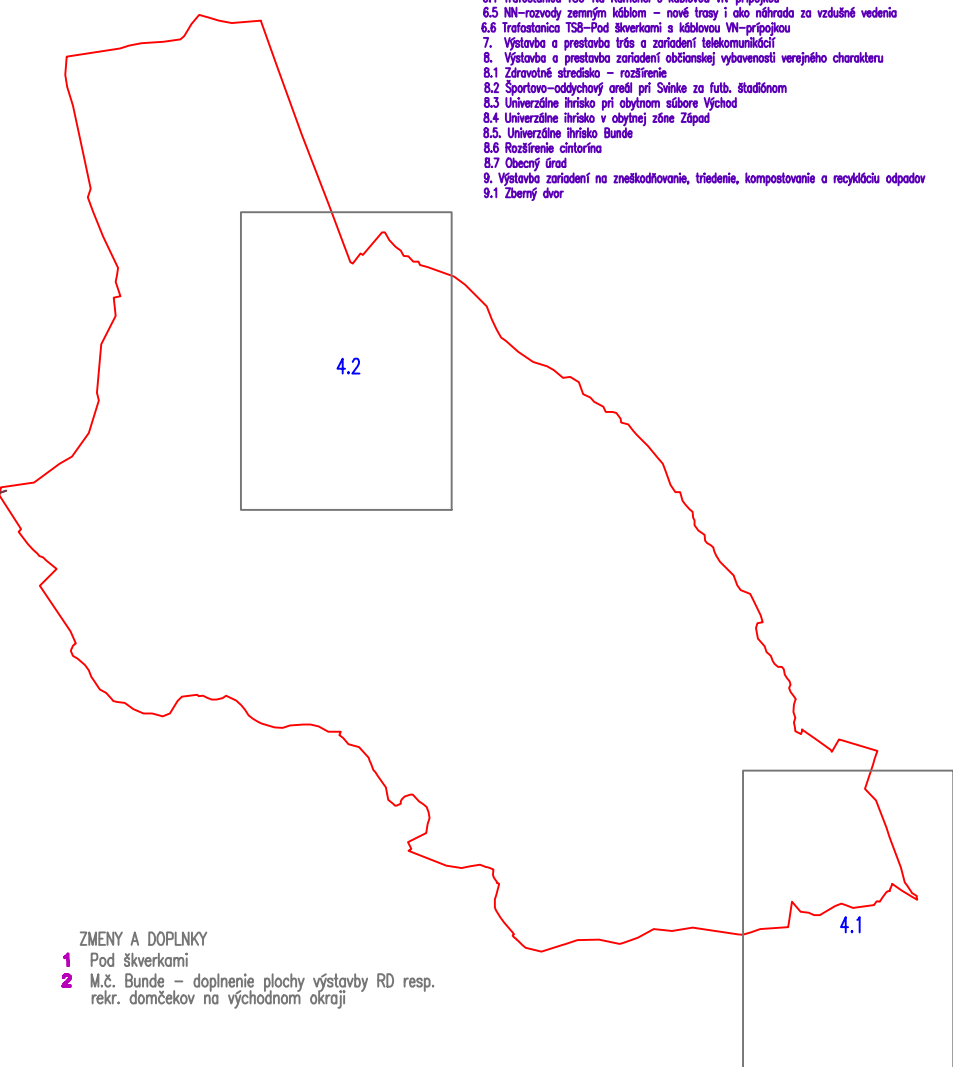 6.5 NN-rozvody zemným káblom – nové trasy i ako náhrada za vzdušné vedenia
6.6 Trafostanica TS8-Pod škverkami s káblovou VN-prípojkou
7. Výstavba a prestavba trás a zariadení telekomunikácií
8. Výstavba a prestavba zariadení občianskej vybavenosti verejného charakteru
8.1 Zdravotné stredisko – rozšírenie
8.2 Športovo-oddychový areál pri Svinke za futb. štadiónom
8.3 Univerzálne ihrisko pri obytnom súbore Východ
8.4 Univerzálne ihrisko v obytnej zóne Západ
8.5. Univerzálne ihrisko Bunde
8.6 Rozšírenie cintorína
8.7 Obecný úrad
9. Výstavba zariadení na zneškodňovanie, triedenie, kompostovanie a recykláciu odpadov
9.1 Zberný dvor
4.2
4.1
ZMENY A DOPLNKY
1 Pod škverkami
2 M.č. Bunde – doplnenie plochy výstavby RD resp.
rekr. domčekov na východnom okraji